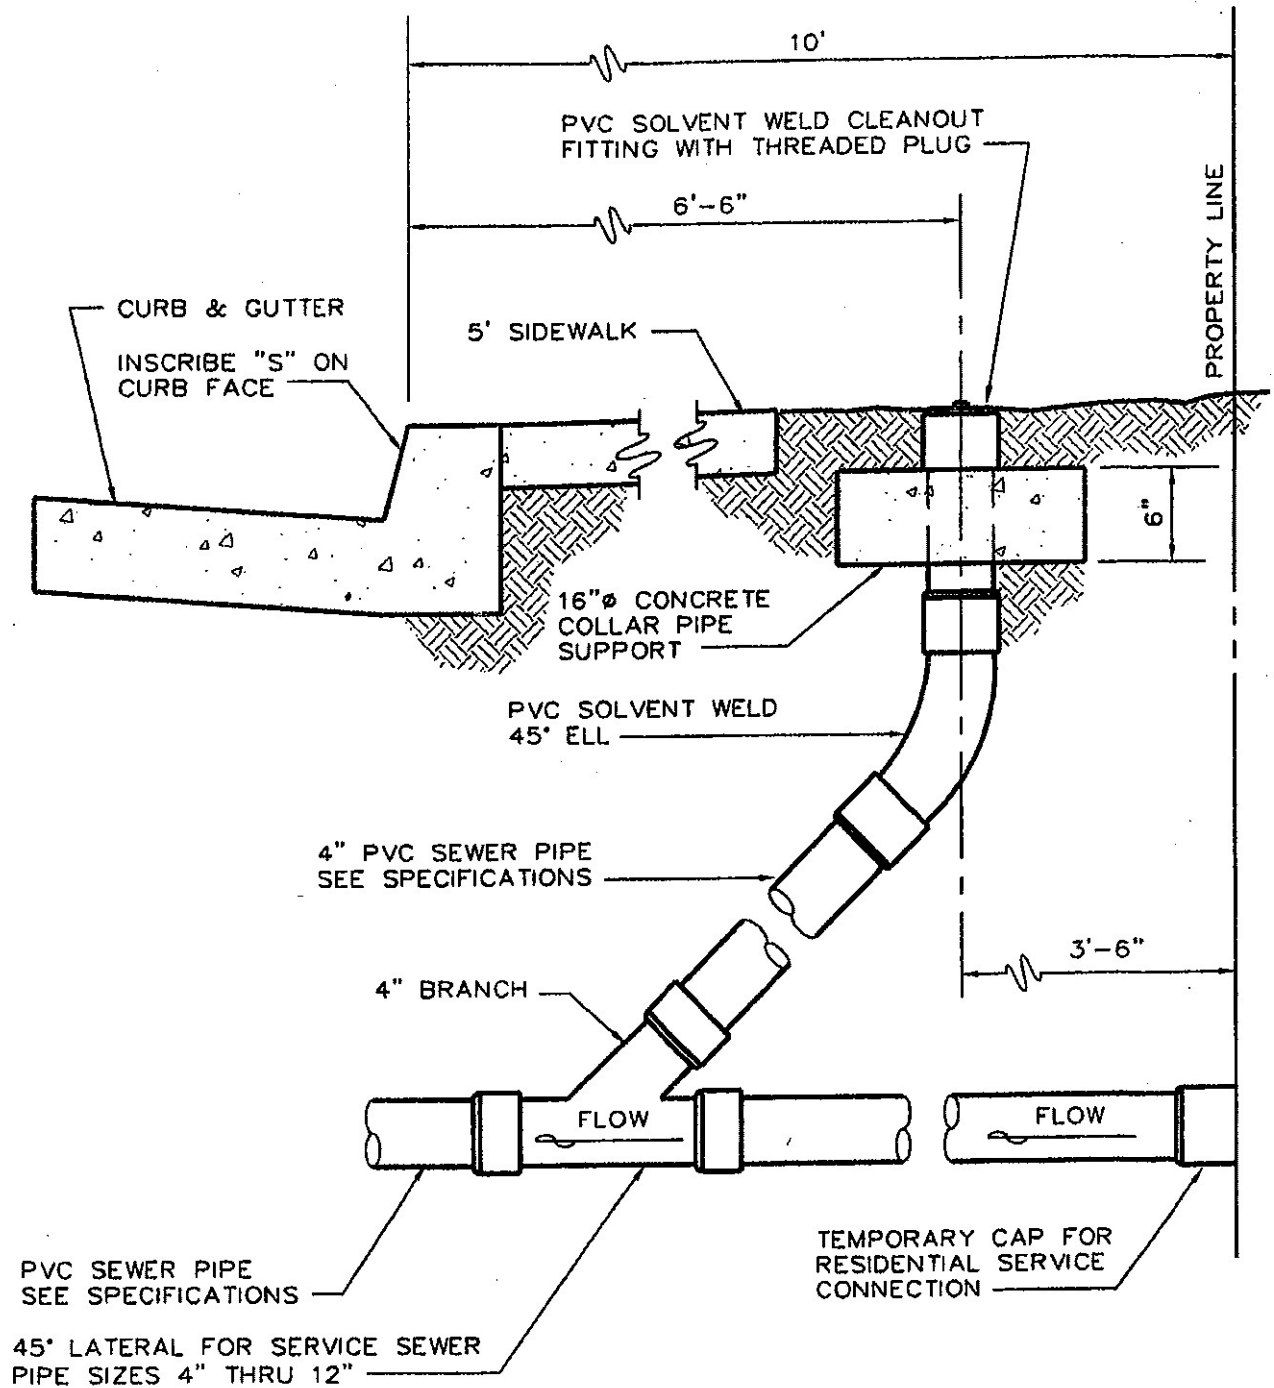 10'
PVC SOLVENT WELD CLEANOUT
FITTING WITH THREADED PLUG
6'-6"
PROPERTY LINE
CURB & GUTTER
5' SIDEWALK
INSCRIBE "S" ON
CURB FACE
6"
16"ø CONCRETE
COLLAR PIPE
SUPPORT
PVC SOLVENT WELD
45° ELL
4" PVC SEWER PIPE
SEE SPECIFICATIONS
3'-6"
4" BRANCH
FLOW
FLOW
TEMPORARY CAP FOR
RESIDENTIAL SERVICE
CONNECTION
PVC SEWER PIPE
SEE SPECIFICATIONS
45° LATERAL FOR SERVICE SEWER
PIPE SIZES 4" THRU 12"